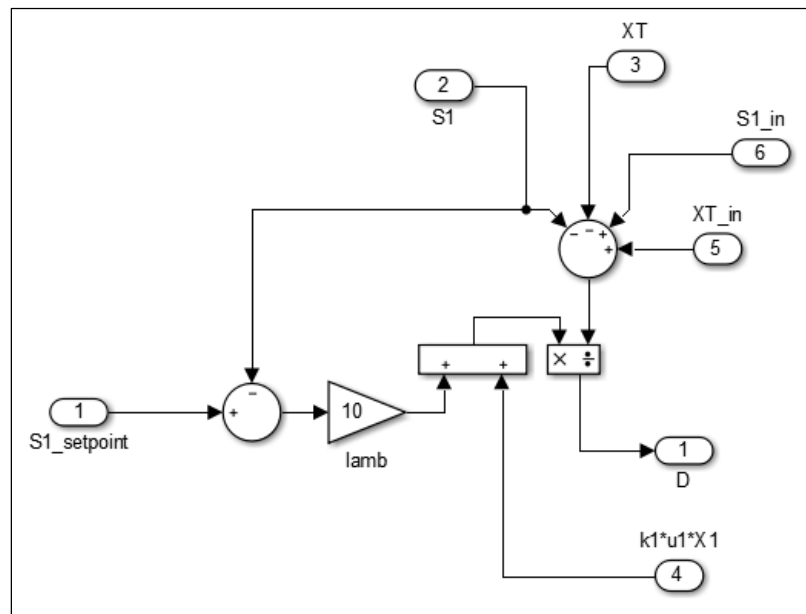 XT
3
2
S1
S1_in
6
XT_in
5
- - + +
-
+
1
S1_setpoint
10
lamb
+ +
× ÷
1
D
k1*u1*X1
4